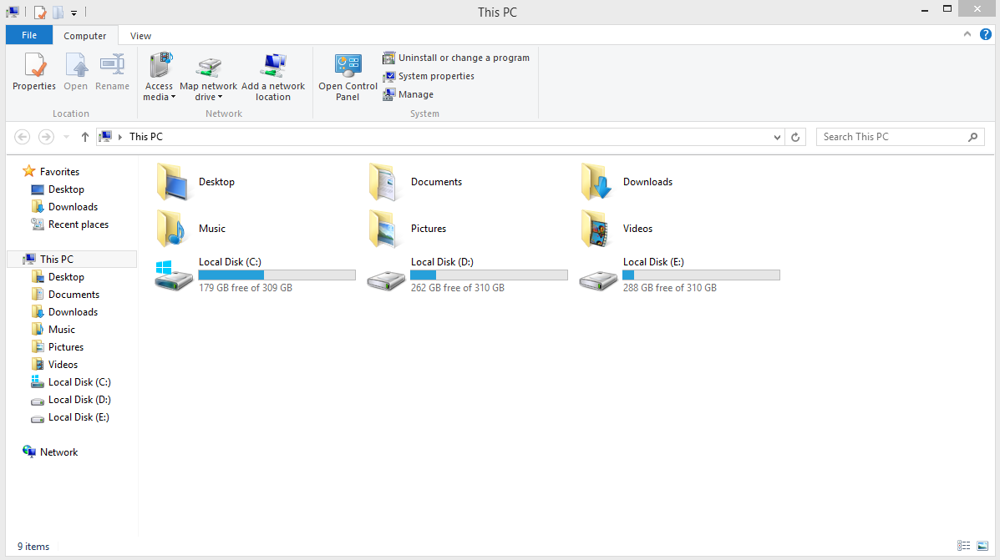 This PC
File
Computer
View
Properties
Open
Rename
Access media
Map network drive
Add a network location
Open Control Panel
Uninstall or change a program
System properties
Manage
Location
Network
System
This PC
Search This PC
Favorites
Desktop
Downloads
Recent places
This PC
Desktop
Documents
Downloads
Music
Pictures
Videos
Local Disk (C:)
Local Disk (D:)
Local Disk (E:)
Network
Desktop
Documents
Downloads
Music
Pictures
Videos
Local Disk (C:)
179 GB free of 309 GB
Local Disk (D:)
262 GB free of 310 GB
Local Disk (E:)
288 GB free of 310 GB
9 items